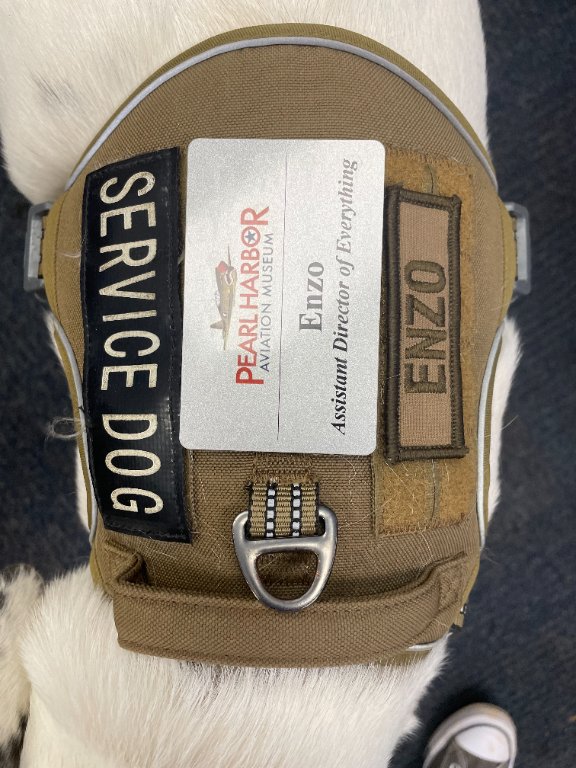 SERVICE DOG
PEARL HARBOR
AVIATION MUSEUM
Enzo
Assistant Director of Everything
ENZO